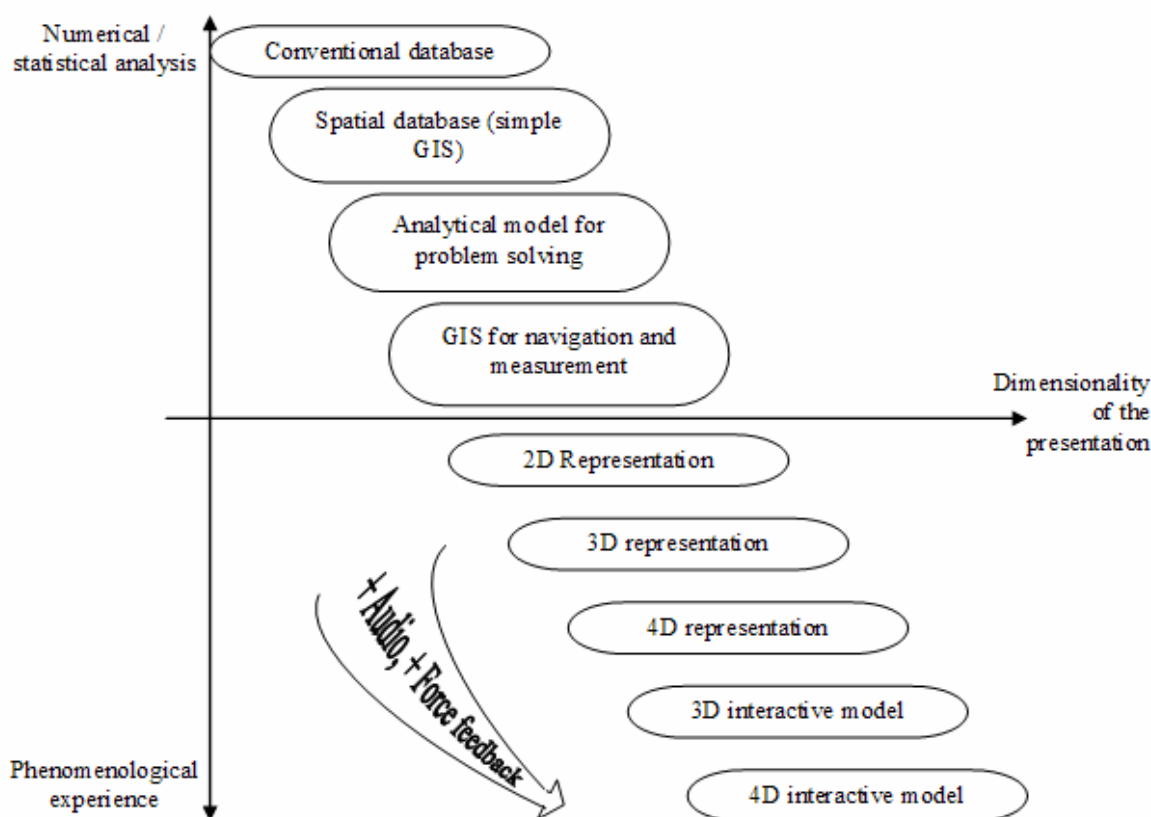 Numerical /
statistical analysis
Conventional database
Spatial database (simple
GIS)
Analytical model for
problem solving
GIS for navigation and
measurement
Dimensionality
of the
presentation
2D Representation
3D representation
4D representation
3D interactive model
4D interactive model
+ Audio, + Force feedback
Phenomenological
experience